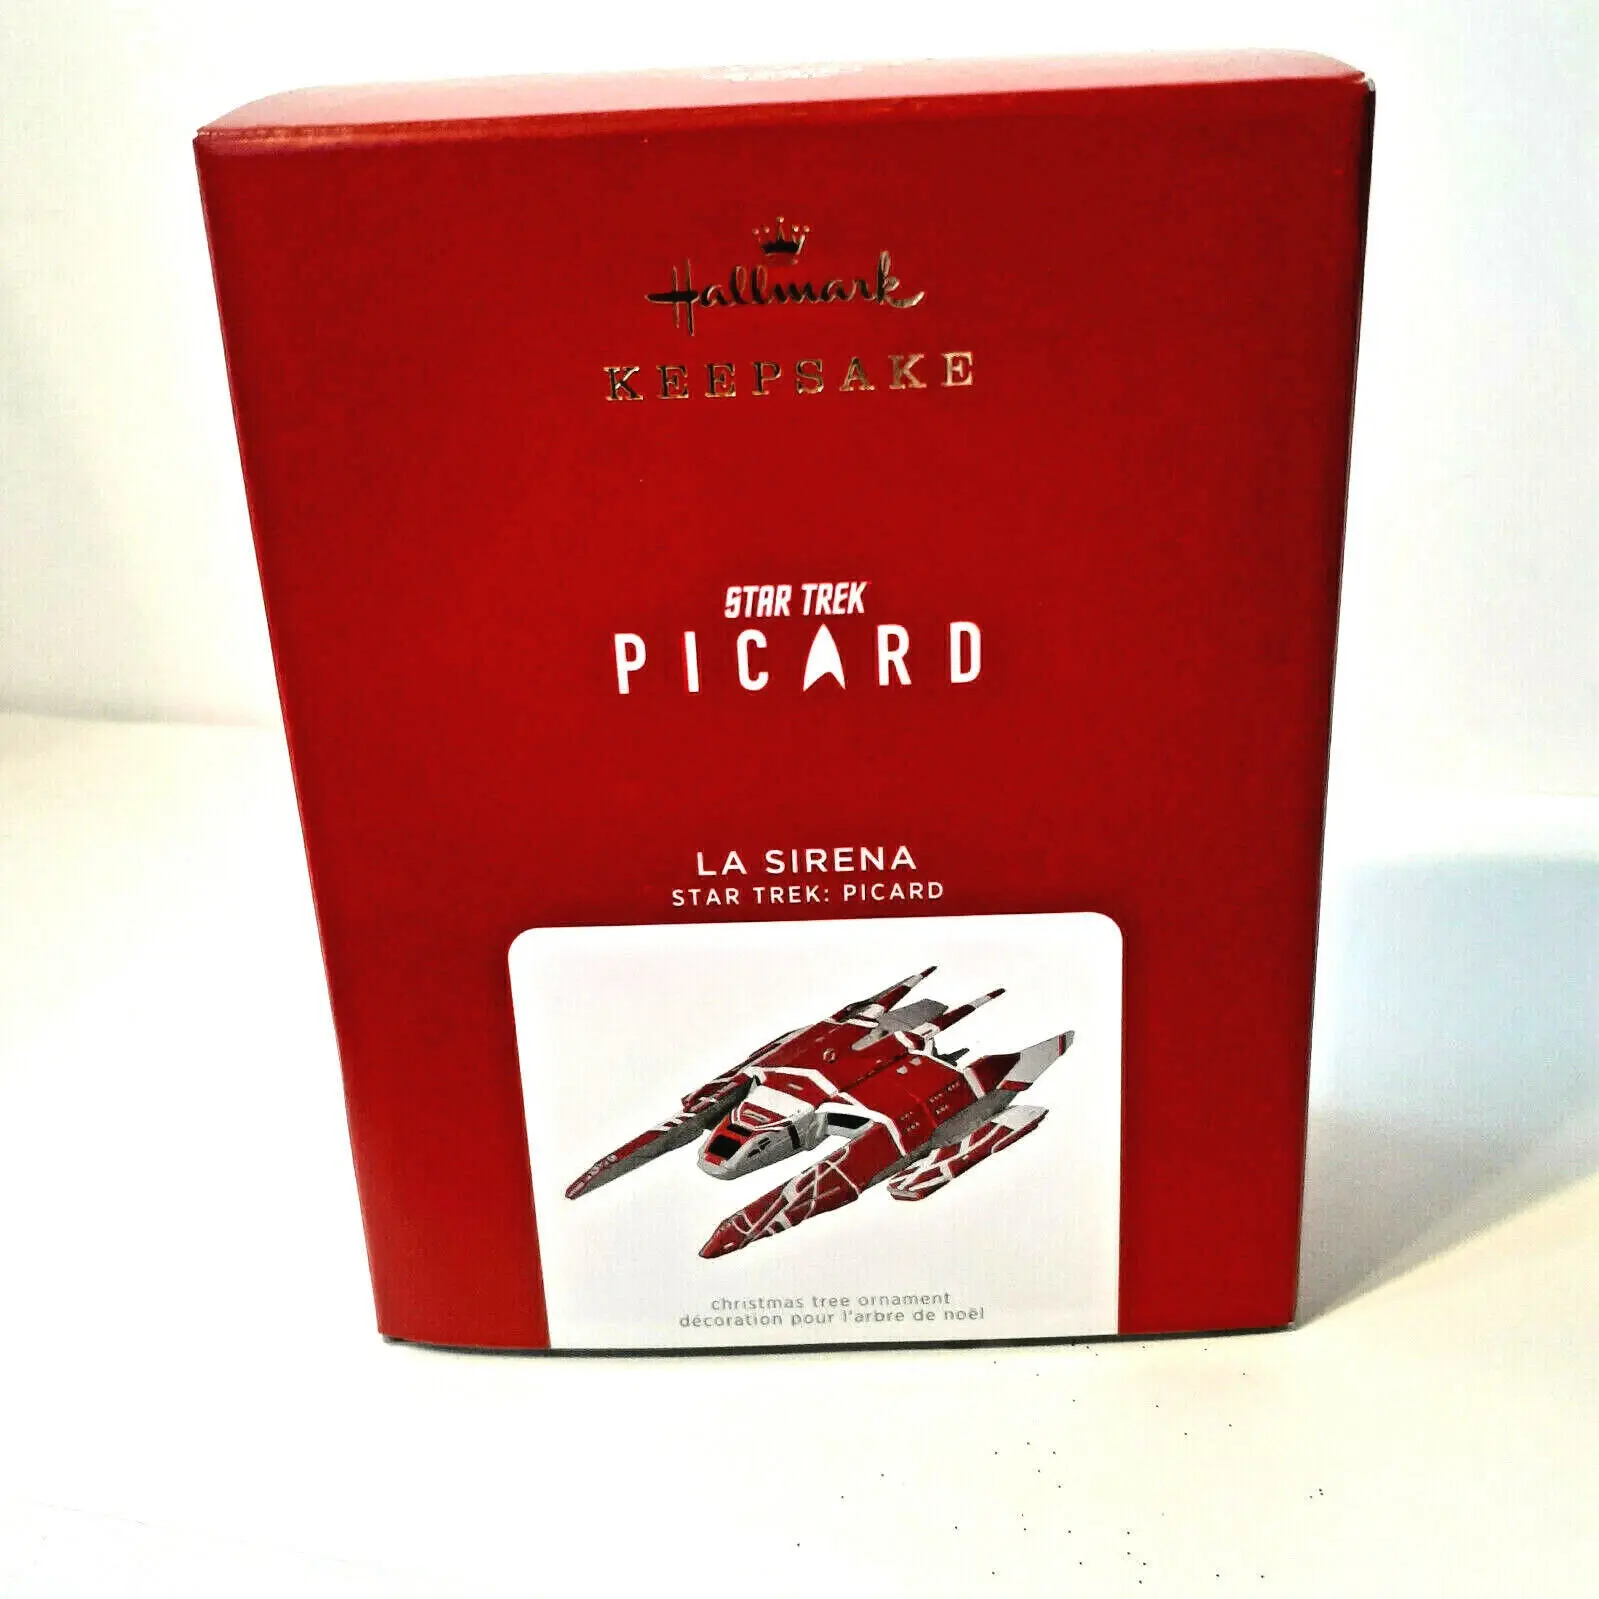 Hallmark
KEEPSAKE
STAR TREK
PICARD
LA SIRENA
STAR TREK: PICARD
christmas tree ornament
décoration pour l'arbre de noël